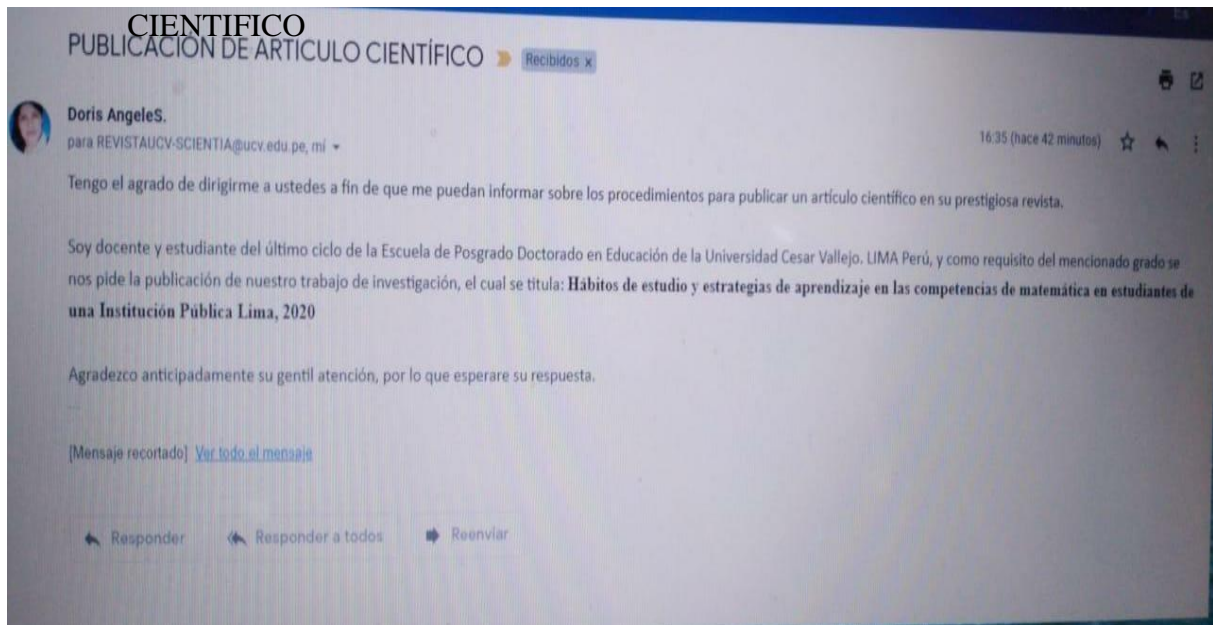 CIENTIFICO
PUBLICACIÓN DE ARTICULO CIENTÍFICO Recibidos x
Doris AngeleS.
para REVISTAUCV-SCIENTIA@ucv.edu.pe, mí
16:35 (hace 42 minutos)
Tengo el agrado de dirigirme a ustedes a fin de que me puedan informar sobre los procedimientos para publicar un artículo científico en su prestigiosa revista.
Soy docente y estudiante del último ciclo de la Escuela de Posgrado Doctorado en Educación de la Universidad Cesar Vallejo. LIMA Perú, y como requisito del mencionado grado se
nos pide la publicación de nuestro trabajo de investigación, el cual se titula: Hábitos de estudio y estrategias de aprendizaje en las competencias de matemática en estudiantes de
una Institución Pública Lima, 2020
Agradezco anticipadamente su gentil atención, por lo que esperare su respuesta.
[Mensaje recortado] Ver todo el mensaje
Responder Responder a todos Reenviar